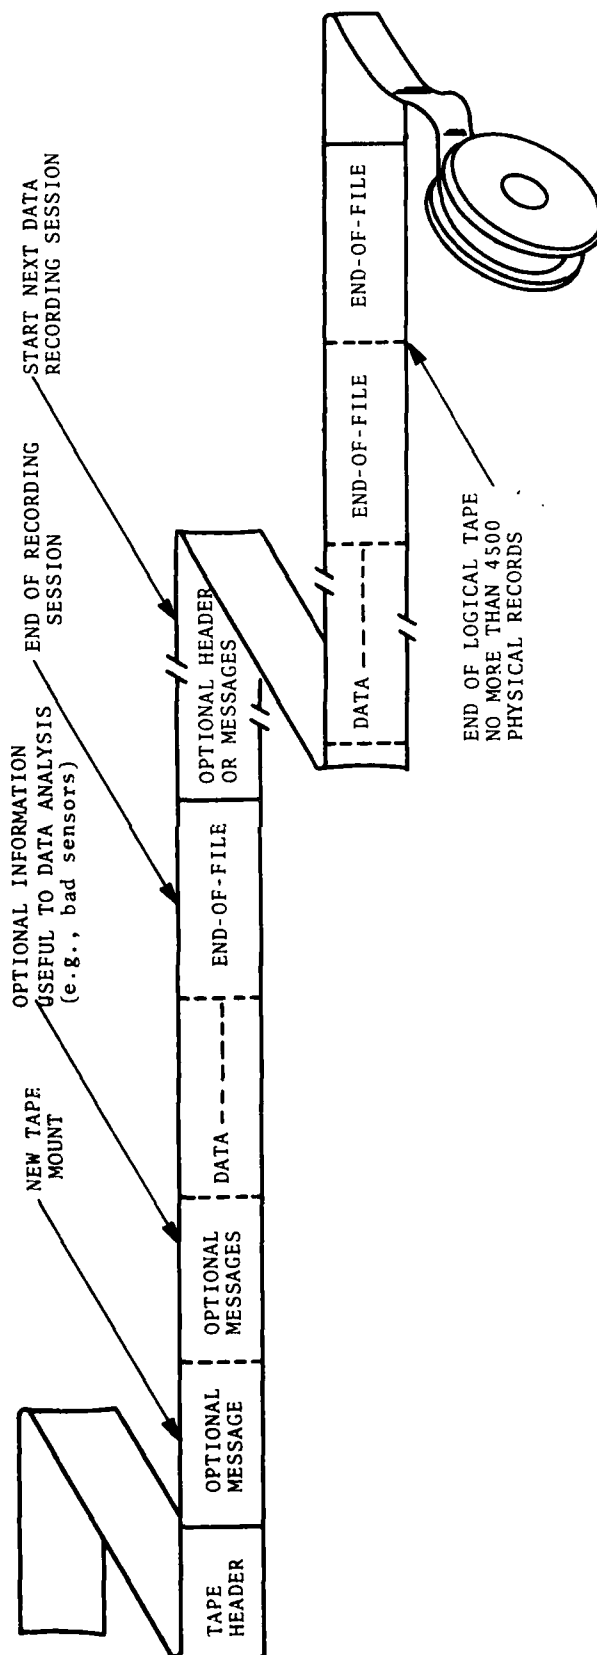 NEW TAPE
MOUNT
OPTIONAL INFORMATION
USEFUL TO DATA ANALYSIS
(e.g., bad sensors)
END OF RECORDING
SESSION
START NEXT DATA
RECORDING SESSION
TAPE
HEADER
OPTIONAL
MESSAGE
OPTIONAL
MESSAGES
DATA
END-OF-FILE
OPTIONAL HEADER
OR MESSAGES
DATA
END-OF-FILE
END-OF-FILE
END OF LOGICAL TAPE
NO MORE THAN 4500
PHYSICAL RECORDS